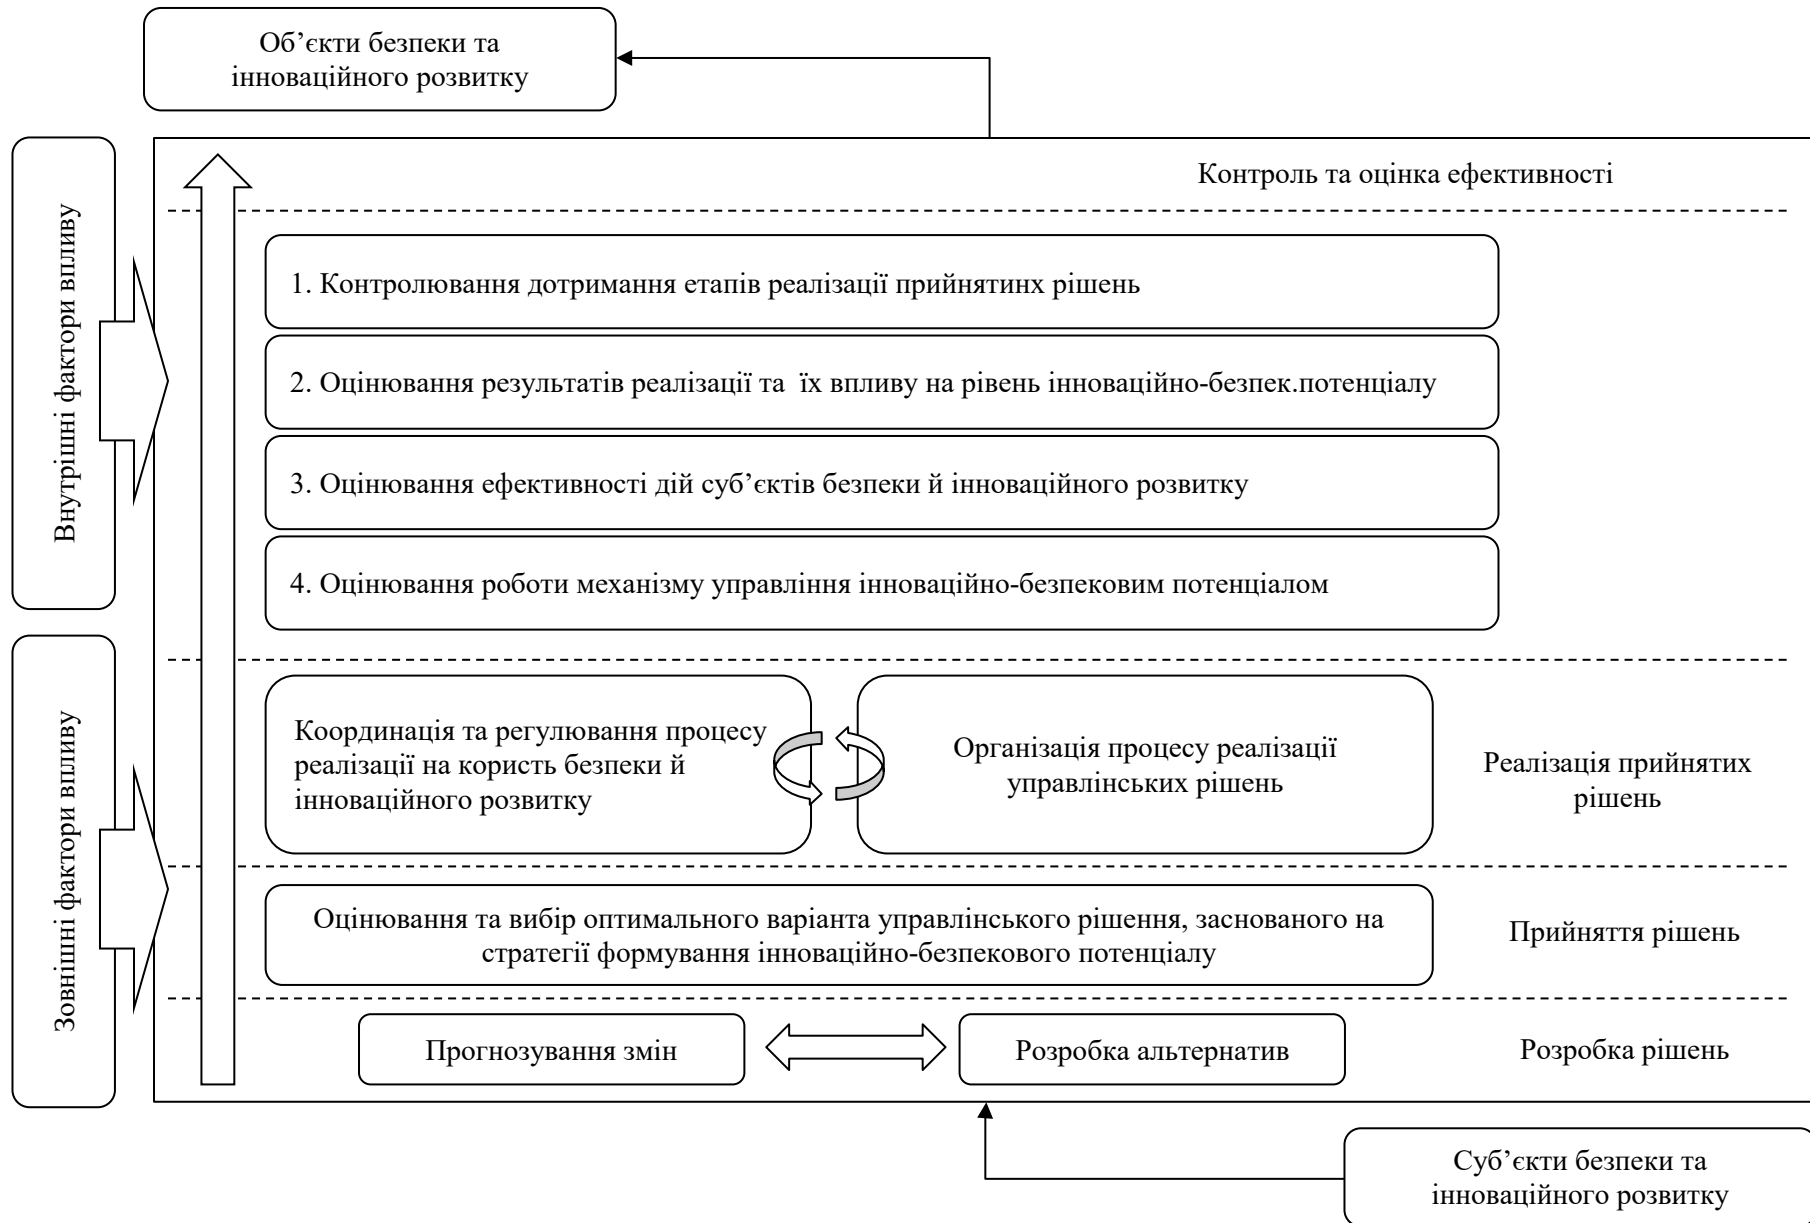 Об’єкти безпеки та
інноваційного розвитку
Внутрішні фактори впливу
Контроль та оцінка ефективності
1. Контролювання дотримання етапів реалізації прийнятинх рішень
2. Оцінювання результатів реалізації та їх впливу на рівень інноваційно-безпек.потенціалу
3. Оцінювання ефективності дій суб’єктів безпеки й інноваційного розвитку
4. Оцінювання роботи механізму управління інноваційно-безпековим потенціалом
Зовнішні фактори впливу
Координація та регулювання процесу
реалізації на користь безпеки й
інноваційного розвитку
Організація процесу реалізації
управлінських рішень
Реалізація прийнятих
рішень
Оцінювання та вибір оптимального варіанта управлінського рішення, заснованого на
стратегії формування інноваційно-безпекового потенціалу
Прийняття рішень
Прогнозування змін
Розробка альтернатив
Розробка рішень
Суб’єкти безпеки та
інноваційного розвитку